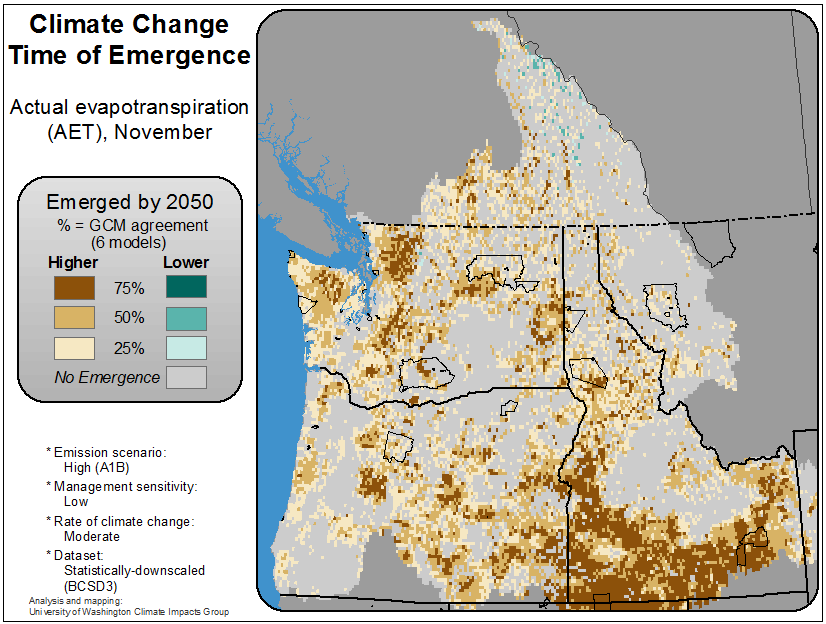 Climate Change
Time of Emergence
Actual evapotranspiration
(AET), November
Emerged by 2050
% = GCM agreement
(6 models)
Higher Lower
75%
50%
25%
No Emergence
* Emission scenario:
High (A1B)
* Management sensitivity:
Low
* Rate of climate change:
Moderate
* Dataset:
Statistically-downscaled
(BCSD3)
Analysis and mapping:
University of Washington Climate Impacts Group